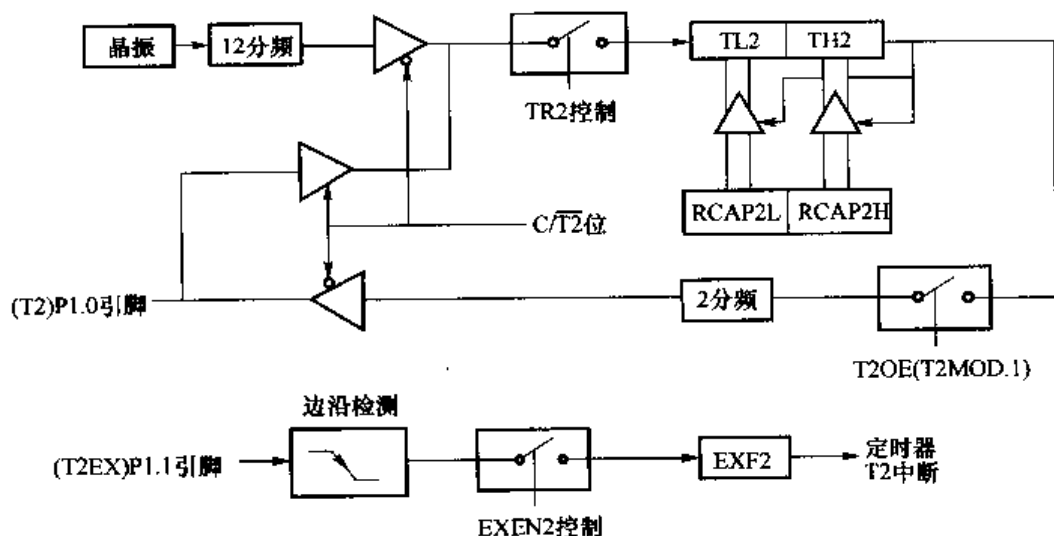 晶振
12分频
TR2控制
TL2
TH2
RCAP2L
RCAP2H
C/T2位
(T2)P1.0引脚
2分频
T2OE(T2MOD.1)
边沿检测
(T2EX)P1.1引脚
EXEN2控制
EXF2
定时器
T2中断